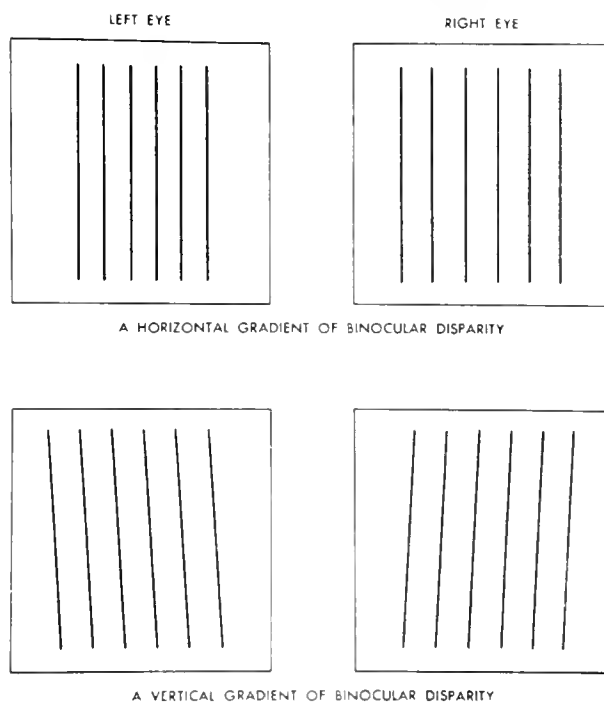 LEFT EYE
RIGHT EYE
A HORIZONTAL GRADIENT OF BINOCULAR DISPARITY
A VERTICAL GRADIENT OF BINOCULAR DISPARITY